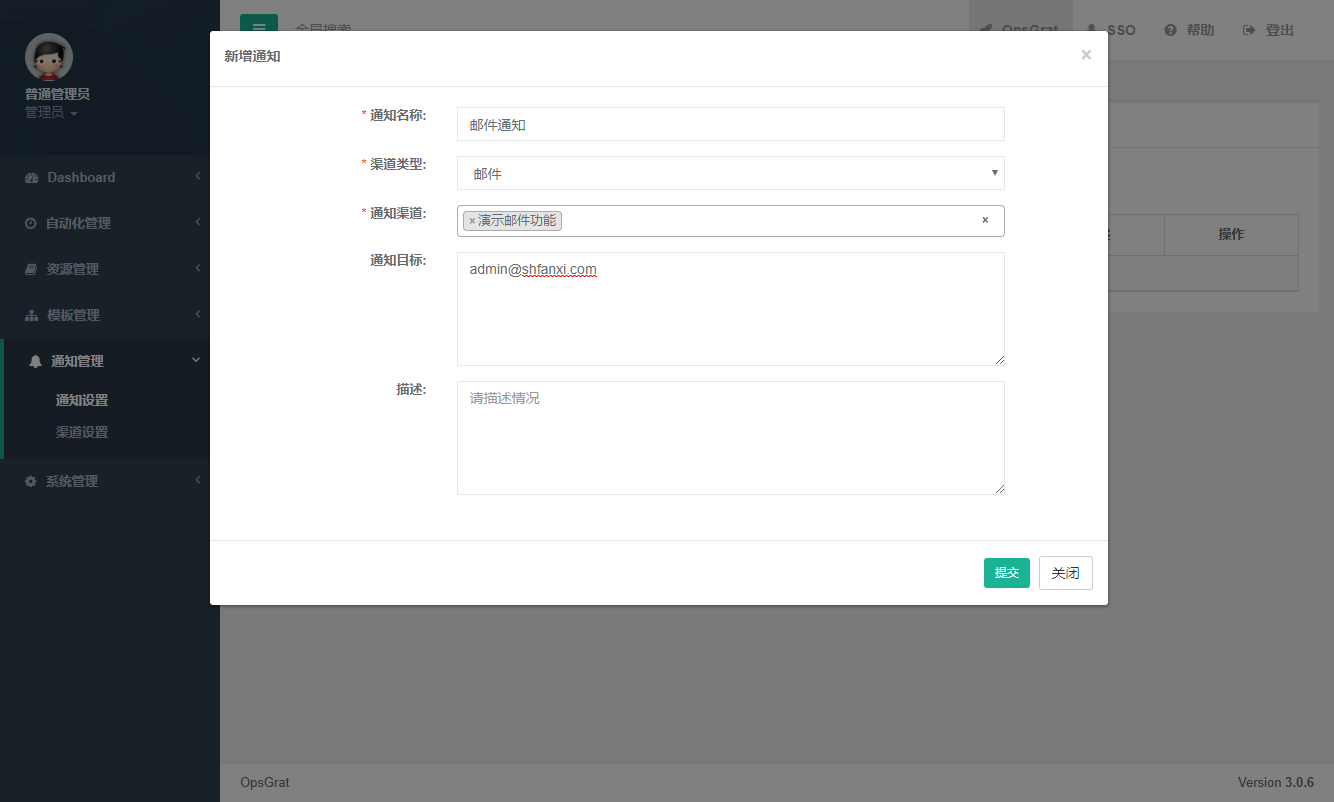 普通管理员
管理员
Dashboard
自动化管理
资源管理
模板管理
通知管理
通知设置
渠道设置
系统管理
全局搜索
OpsGrat
SSO
帮助
登出
新增通知
×
* 通知名称:
邮件通知
* 渠道类型:
邮件
* 通知渠道:
×演示邮件功能
×
通知目标:
admin@shfanxi.com
描述:
请描述情况
提交
关闭
操作
OpsGrat
Version 3.0.6